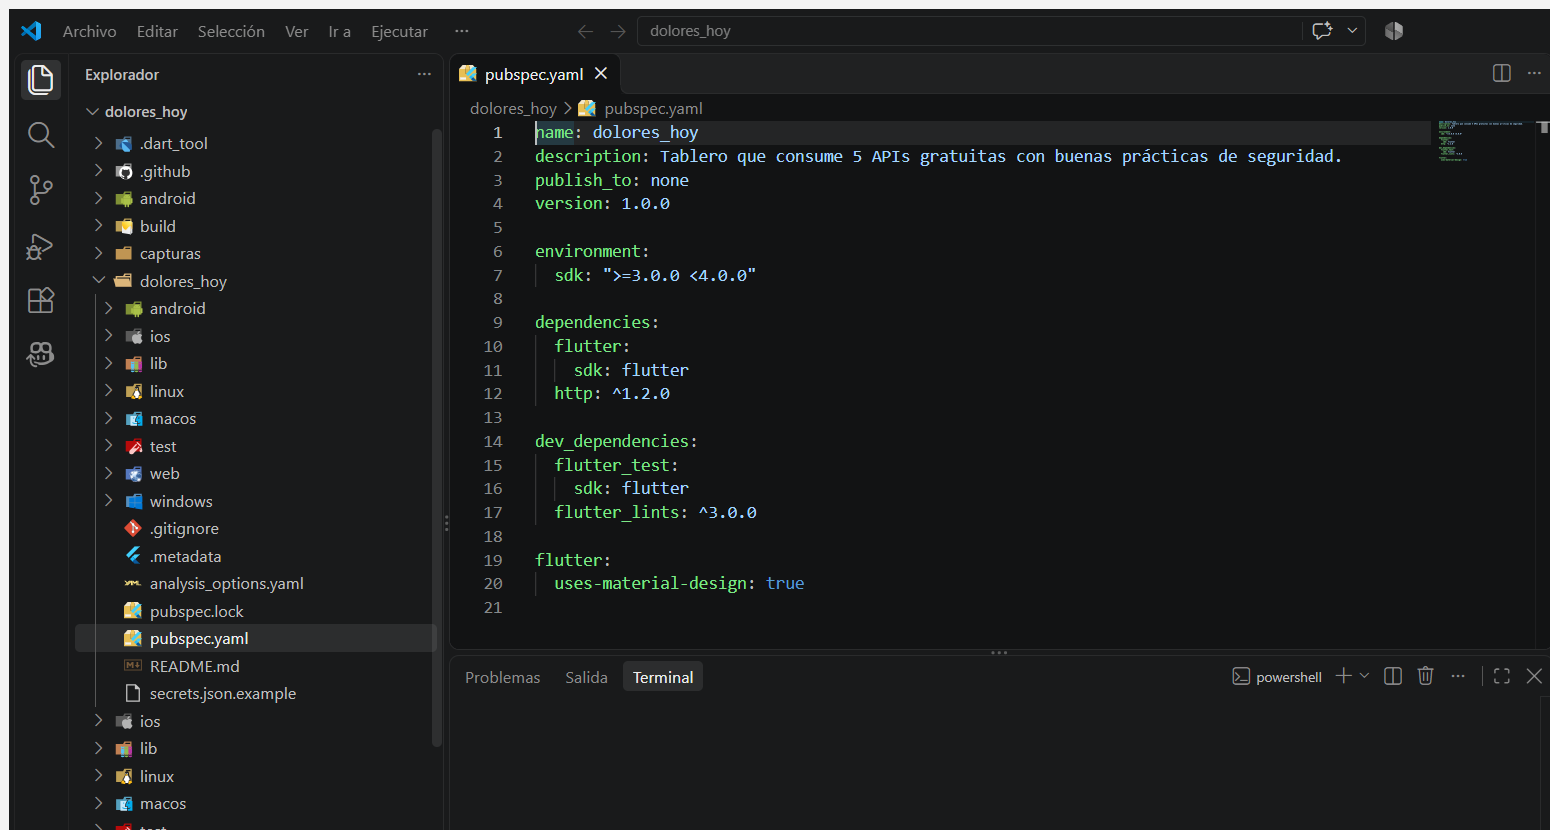 Archivo Editar Selección Ver Ir a Ejecutar ··· dolores_hoy
Explorador ···
dolores_hoy
.dart_tool
.github
android
build
capturas
dolores_hoy
android
ios
lib
linux
macos
test
web
windows
.gitignore
.metadata
analysis_options.yaml
pubspec.lock
pubspec.yaml
README.md
secrets.json.example
ios
lib
linux
macos
test
pubspec.yaml
dolores_hoy > pubspec.yaml
1 name: dolores_hoy
2 description: Tablero que consume 5 APIs gratuitas con buenas prácticas de seguridad.
3 publish_to: none
4 version: 1.0.0
5
6 environment:
7 sdk: ">=3.0.0 <4.0.0"
8
9 dependencies:
10 flutter:
11 sdk: flutter
12 http: ^1.2.0
13
14 dev_dependencies:
15 flutter_test:
16 sdk: flutter
17 flutter_lints: ^3.0.0
18
19 flutter:
20 uses-material-design: true
21
Problemas Salida Terminal powershell